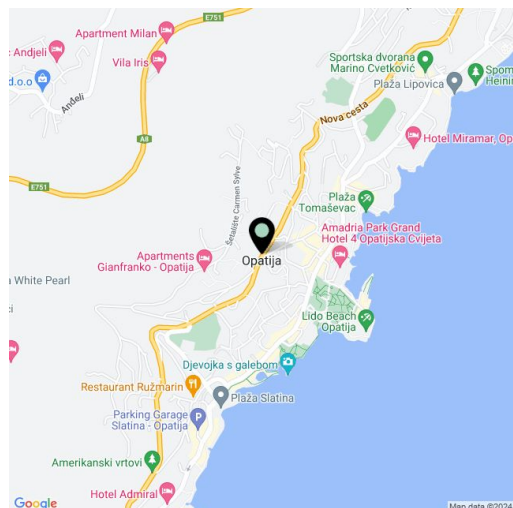 E751
Apartment Milan
c Andjeli
Vila Iris
d.o.o
Anđeli
Sportska dvorana
Marino Cvetković
Spom
Heini
Plaža Lipovica
Nova cesta
A8
E751
Hotel Miramar, Op
Šetalište Carmen Sylve
Plaža
Tomaševac
Amadria Park Grand
Hotel 4 Opatijska Cvijeta
Apartments
Gianfranko - Opatija
Opatija
a White Pearl
ci
Lido Beach
Opatija
Djevojka s galebom
Restaurant Ružmarin
Plaža Slatina
Parking Garage
Slatina - Opatija
Amerikanski vrtovi
Hotel Admiral
Google
Map data ©2024